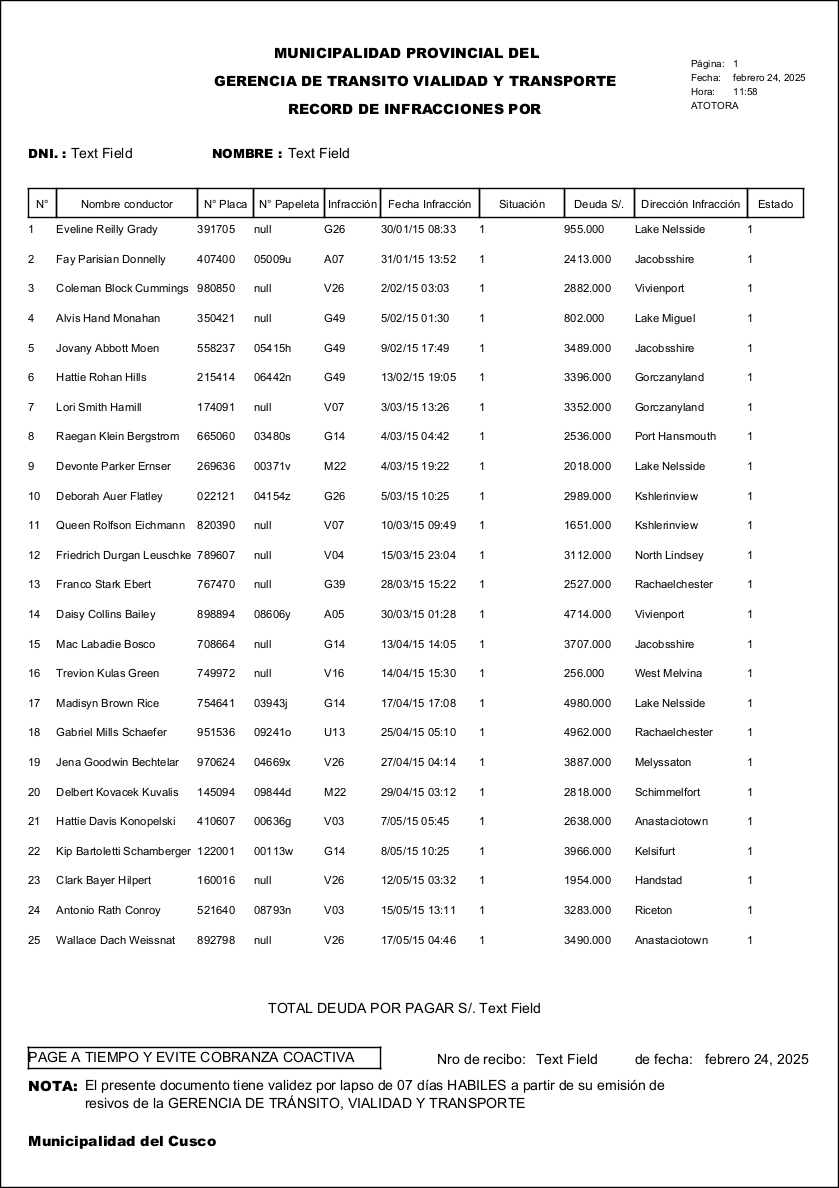 MUNICIPALIDAD PROVINCIAL DEL
GERENCIA DE TRANSITO VIALIDAD Y TRANSPORTE
RECORD DE INFRACCIONES POR
Página: 1
Fecha: febrero 24, 2025
Hora: 11:58
ATOTORA
DNI. : Text Field NOMBRE : Text Field
N° Nombre conductor N° Placa N° Papeleta Infracción Fecha Infracción Situación Deuda S/. Dirección Infracción Estado
1 Eveline Reilly Grady 391705 null G26 30/01/15 08:33 1 955.000 Lake Nelsside 1
2 Fay Parisian Donnelly 407400 05009u A07 31/01/15 13:52 1 2413.000 Jacobsshire 1
3 Coleman Block Cummings 980850 null V26 2/02/15 03:03 1 2882.000 Vivienport 1
4 Alvis Hand Monahan 350421 null G49 5/02/15 01:30 1 802.000 Lake Miguel 1
5 Jovany Abbott Moen 558237 05415h G49 9/02/15 17:49 1 3489.000 Jacobsshire 1
6 Hattie Rohan Hills 215414 06442n G49 13/02/15 19:05 1 3396.000 Gorczanyland 1
7 Lori Smith Hamill 174091 null V07 3/03/15 13:26 1 3352.000 Gorczanyland 1
8 Raegan Klein Bergstrom 665060 03480s G14 4/03/15 04:42 1 2536.000 Port Hansmouth 1
9 Devonte Parker Ernser 269636 00371v M22 4/03/15 19:22 1 2018.000 Lake Nelsside 1
10 Deborah Auer Flatley 022121 04154z G26 5/03/15 10:25 1 2989.000 Kshlerinview 1
11 Queen Rolfson Eichmann 820390 null V07 10/03/15 09:49 1 1651.000 Kshlerinview 1
12 Friedrich Durgan Leuschke 789607 null V04 15/03/15 23:04 1 3112.000 North Lindsey 1
13 Franco Stark Ebert 767470 null G39 28/03/15 15:22 1 2527.000 Rachaelchester 1
14 Daisy Collins Bailey 898894 08606y A05 30/03/15 01:28 1 4714.000 Vivienport 1
15 Mac Labadie Bosco 708664 null G14 13/04/15 14:05 1 3707.000 Jacobsshire 1
16 Trevion Kulas Green 749972 null V16 14/04/15 15:30 1 256.000 West Melvina 1
17 Madisyn Brown Rice 754641 03943j G14 17/04/15 17:08 1 4980.000 Lake Nelsside 1
18 Gabriel Mills Schaefer 951536 09241o U13 25/04/15 05:10 1 4962.000 Rachaelchester 1
19 Jena Goodwin Bechtelar 970624 04669x V26 27/04/15 04:14 1 3887.000 Melyssaton 1
20 Delbert Kovacek Kuvalis 145094 09844d M22 29/04/15 03:12 1 2818.000 Schimmelfort 1
21 Hattie Davis Konopelski 410607 00636g V03 7/05/15 05:45 1 2638.000 Anastaciotown 1
22 Kip Bartoletti Schamberger 122001 00113w G14 8/05/15 10:25 1 3966.000 Kelsifurt 1
23 Clark Bayer Hilpert 160016 null V26 12/05/15 03:32 1 1954.000 Handstad 1
24 Antonio Rath Conroy 521640 08793n V03 15/05/15 13:11 1 3283.000 Riceton 1
25 Wallace Dach Weissnat 892798 null V26 17/05/15 04:46 1 3490.000 Anastaciotown 1
TOTAL DEUDA POR PAGAR S/. Text Field
PAGE A TIEMPO Y EVITE COBRANZA COACTIVA Nro de recibo: Text Field de fecha: febrero 24, 2025
NOTA: El presente documento tiene validez por lapso de 07 días HABILES a partir de su emisión de
resivos de la GERENCIA DE TRÁNSITO, VIALIDAD Y TRANSPORTE
Municipalidad del Cusco